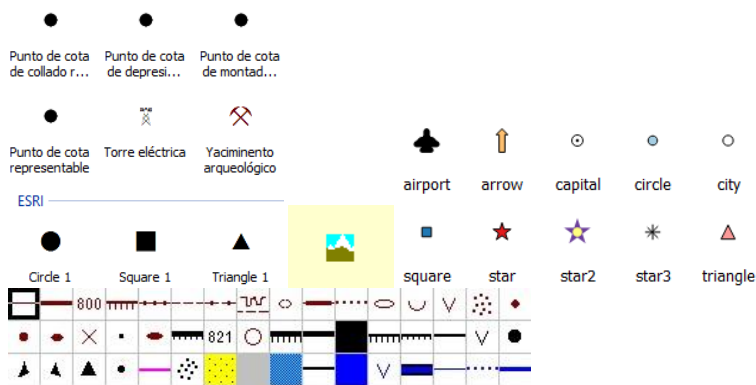 Punto de cota de collado r...
Punto de cota de depresi...
Punto de cota de montad...
Punto de cota representable
Torre eléctrica
Yaciminento arqueológico
ESRI
Circle 1
Square 1
Triangle 1
airport
arrow
capital
circle
city
square
star
star2
star3
triangle
800
821